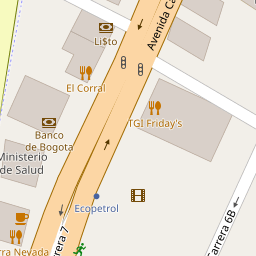 Li$to
Avenida Ca
El Corral
TGI Friday's
Banco
de Bogota
Ministerio
de Salud
Ecopetrol
rra Nevada
rrera 7
Carrera 6B